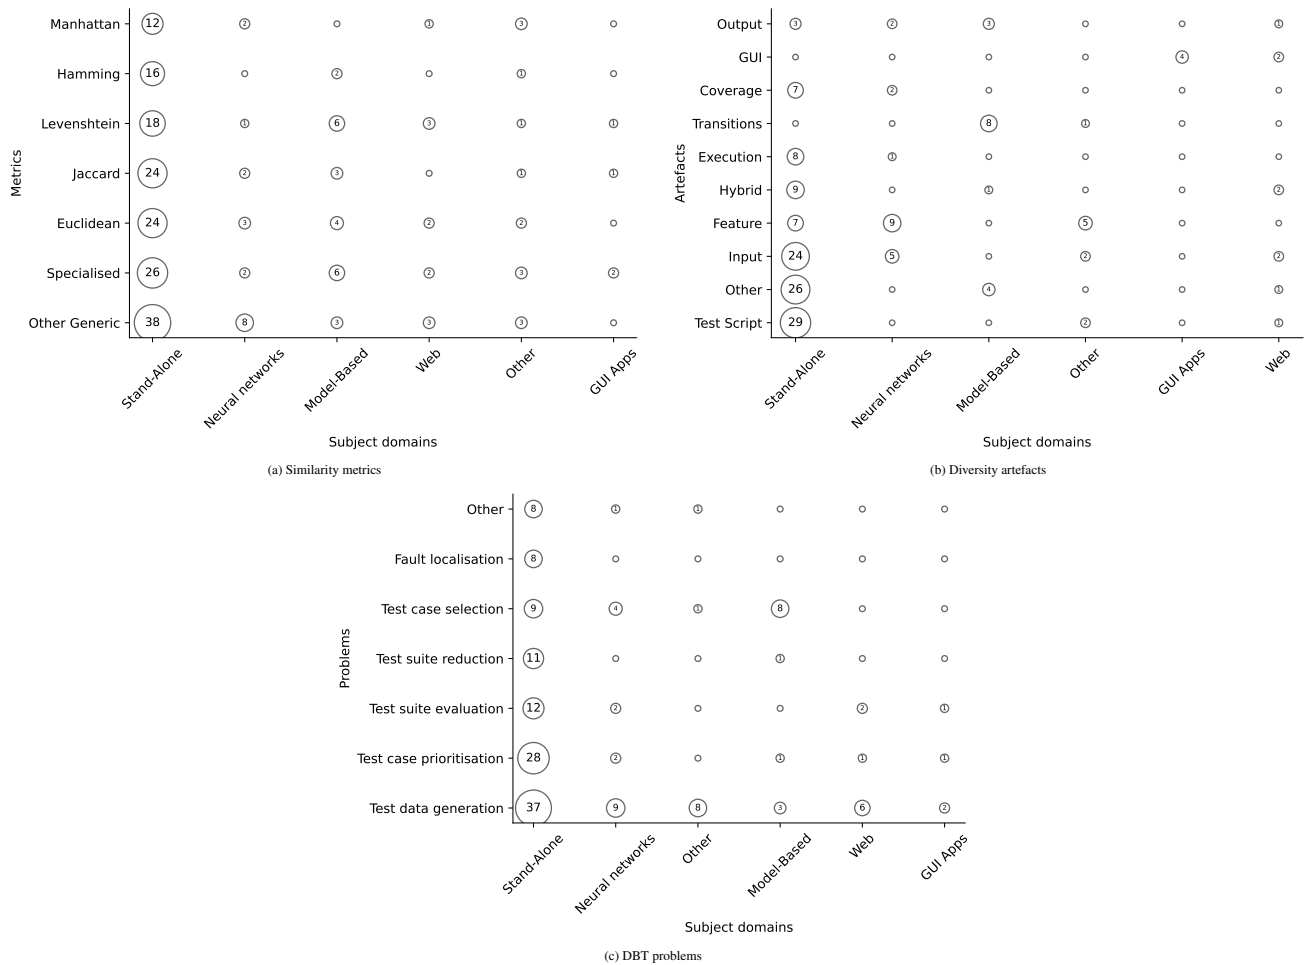 Metrics
Manhattan 12 2 1 3
Hamming 16 2 1
Levenshtein 18 1 6 3 1 1
Jaccard 24 2 3 1 1
Euclidean 24 3 4 2 2
Specialised 26 2 6 2 3 2
Other Generic 38 8 3 3 3
Stand-Alone Neural networks Model-Based Web Other GUI Apps
Subject domains
(a) Similarity metrics
Artefacts
Output 3 2 3 1
GUI 4 2
Coverage 7 2
Transitions 8 1
Execution 8 1
Hybrid 9 1 2
Feature 7 9 5
Input 24 5 2 2
Other 26 4 1
Test Script 29 2 1
Stand-Alone Neural networks Model-Based Other GUI Apps Web
Subject domains
(b) Diversity artefacts
Problems
Other 8 1 1
Fault localisation 8
Test case selection 9 4 1 8
Test suite reduction 11 1
Test suite evaluation 12 2 2 1
Test case prioritisation 28 2 1 1 1
Test data generation 37 9 8 3 6 2
Stand-Alone Neural networks Other Model-Based Web GUI Apps
Subject domains
(c) DBT problems